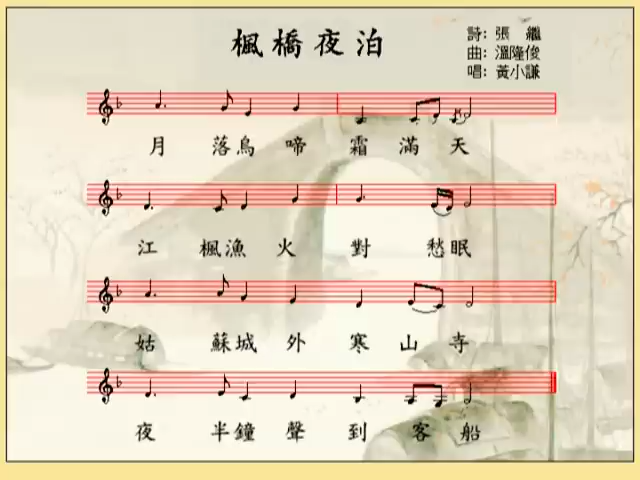 楓橋夜泊
詩: 張 繼
曲: 溫隆俊
唱: 黃小謙
月 落烏 啼 霜 滿 天
江 楓漁 火 對 愁眠
姑 蘇城 外 寒 山 寺
夜 半鐘 聲 到 客 船